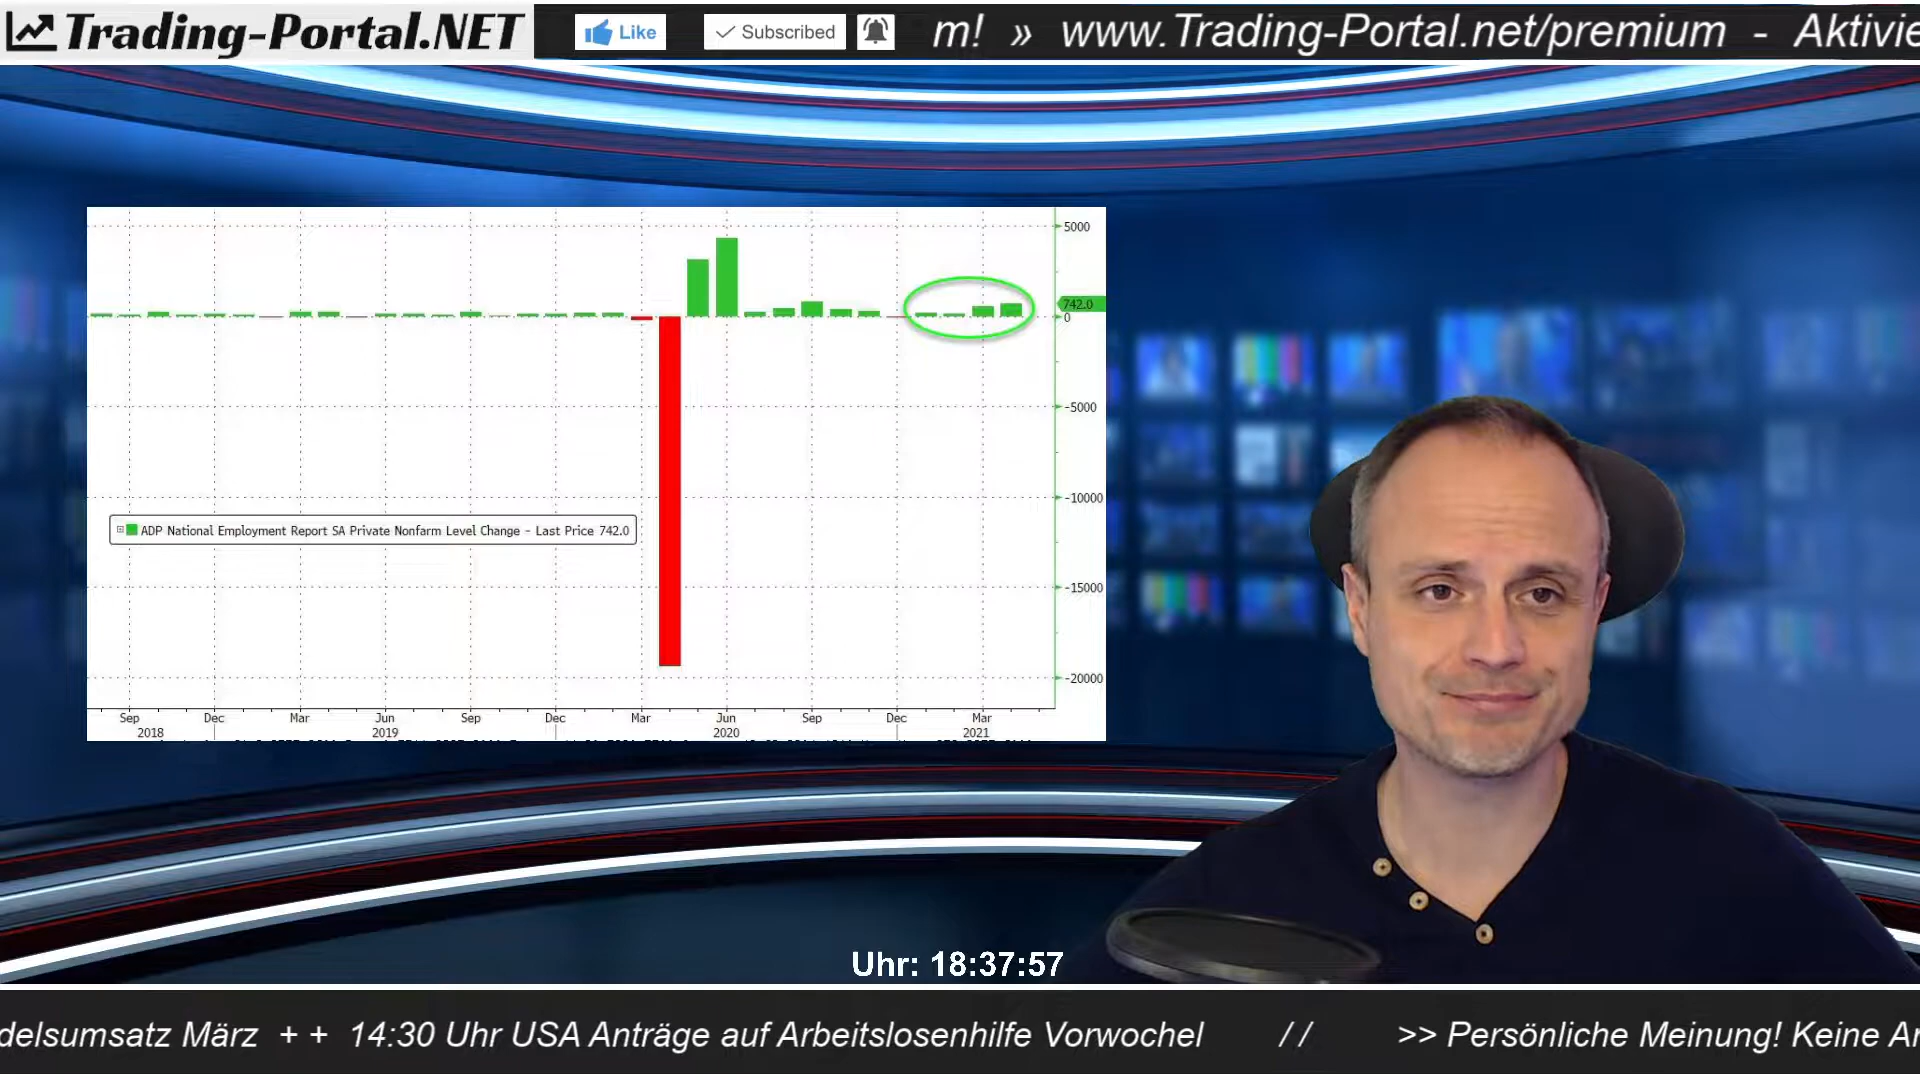 Trading-Portal.NET
Like
Subscribed
m! » www.Trading-Portal.net/premium - Aktivie
5000
742.0
0
-5000
-10000
-15000
-20000
ADP National Employment Report SA Private Nonfarm Level Change - Last Price 742.0
Sep Dec Mar Jun Sep Dec Mar Jun Sep Dec Mar
2018 2019 2020 2021
Uhr: 18:37:57
delsumsatz März + + 14:30 Uhr USA Anträge auf Arbeitslosenhilfe Vorwochel // >> Persönliche Meinung! Keine An